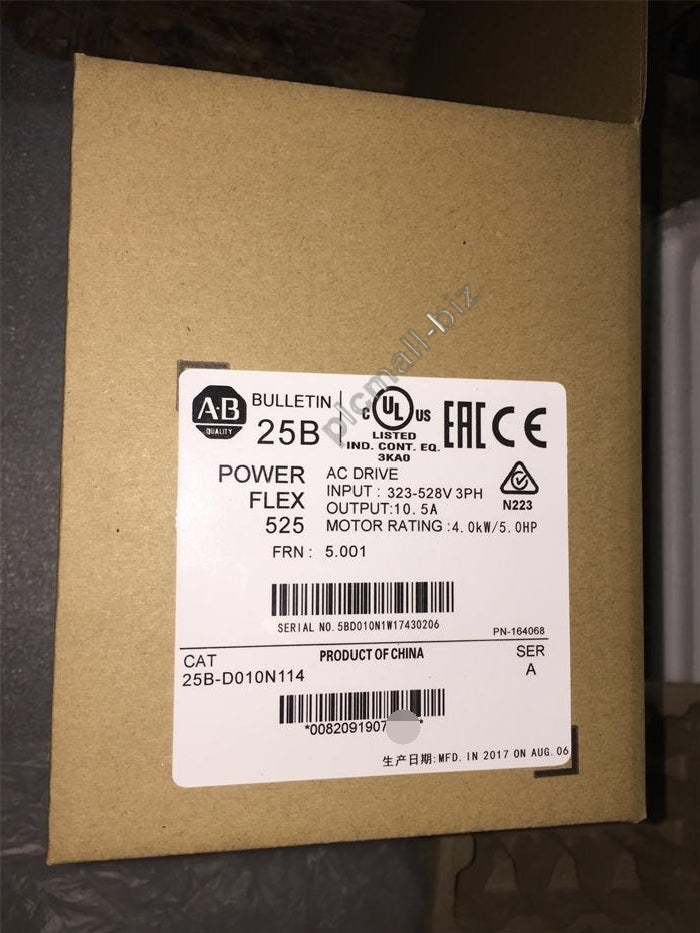 plcmall-biz
A-B
QUALITY
BULLETIN
25B
C UL US
LISTED
IND. CONT. EQ.
3KA0
EAC CE
N223
POWER
FLEX
525
AC DRIVE
INPUT : 323-528V 3PH
OUTPUT:10.5A
MOTOR RATING :4.0kW/5.0HP
FRN : 5.001
SERIAL NO.5BD010N1W17430206
PN-164068
CAT
25B-D010N114
PRODUCT OF CHINA
SER
A
*0082091907 *
生产日期:MFD. IN 2017 ON AUG. 06